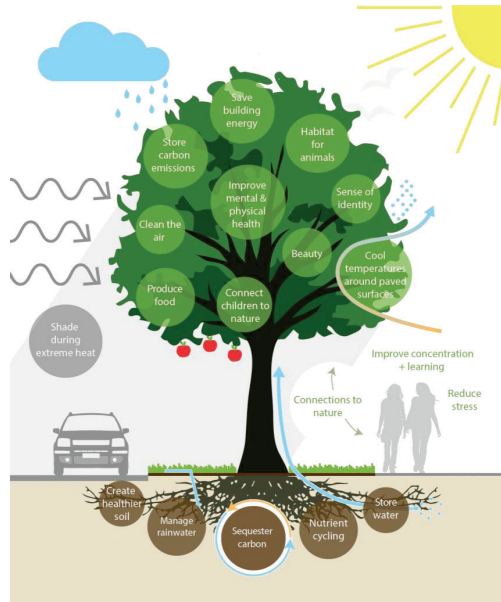 Save
building
energy
Store
carbon
emissions
Habitat
for
animals
Improve
mental &
physical
health
Sense of
identity
Clean the
air
Beauty
Cool
temperatures
around paved
surfaces
Produce
food
Connect
children to
nature
Shade
during
extreme heat
Improve concentration
+ learning
Connections to
nature
Reduce
stress
Create
healthier
soil
Manage
rainwater
Sequester
carbon
Nutrient
cycling
Store
water